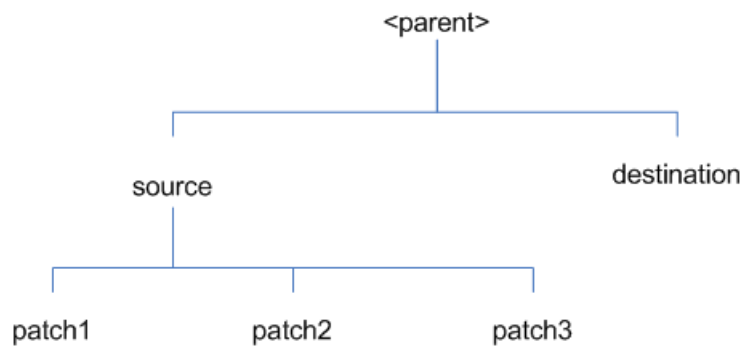 <parent>
source
destination
patch1
patch2
patch3